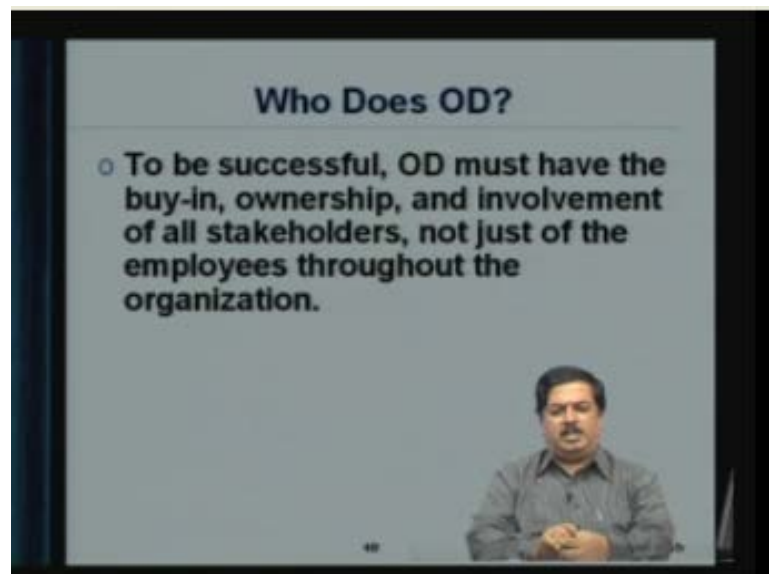 Who Does OD?
o To be successful, OD must have the
buy-in, ownership, and involvement
of all stakeholders, not just of the
employees throughout the
organization.